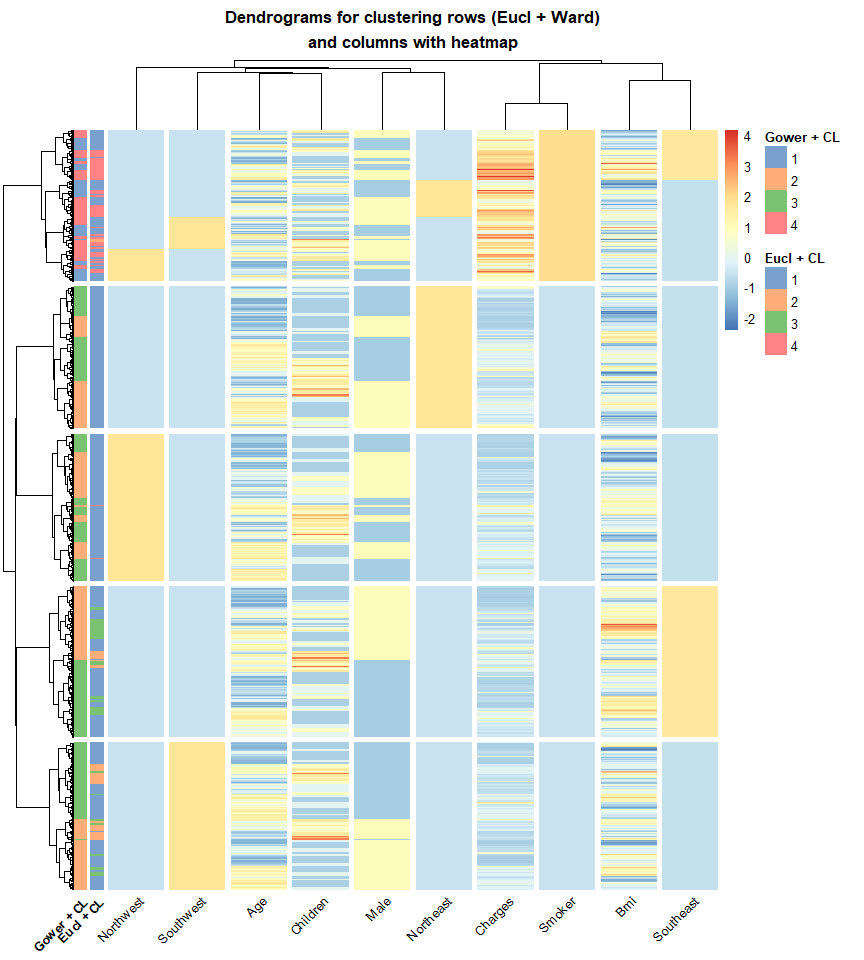 Dendrograms for clustering rows (Eucl + Ward)
and columns with heatmap
4
3
2
1
0
-1
-2
Gower + CL
1
2
3
4
Eucl + CL
1
2
3
4
Gower + CL
Eucl + CL
Northwest
Southwest
Age
Children
Male
Northeast
Charges
Smoker
BmI
Southeast